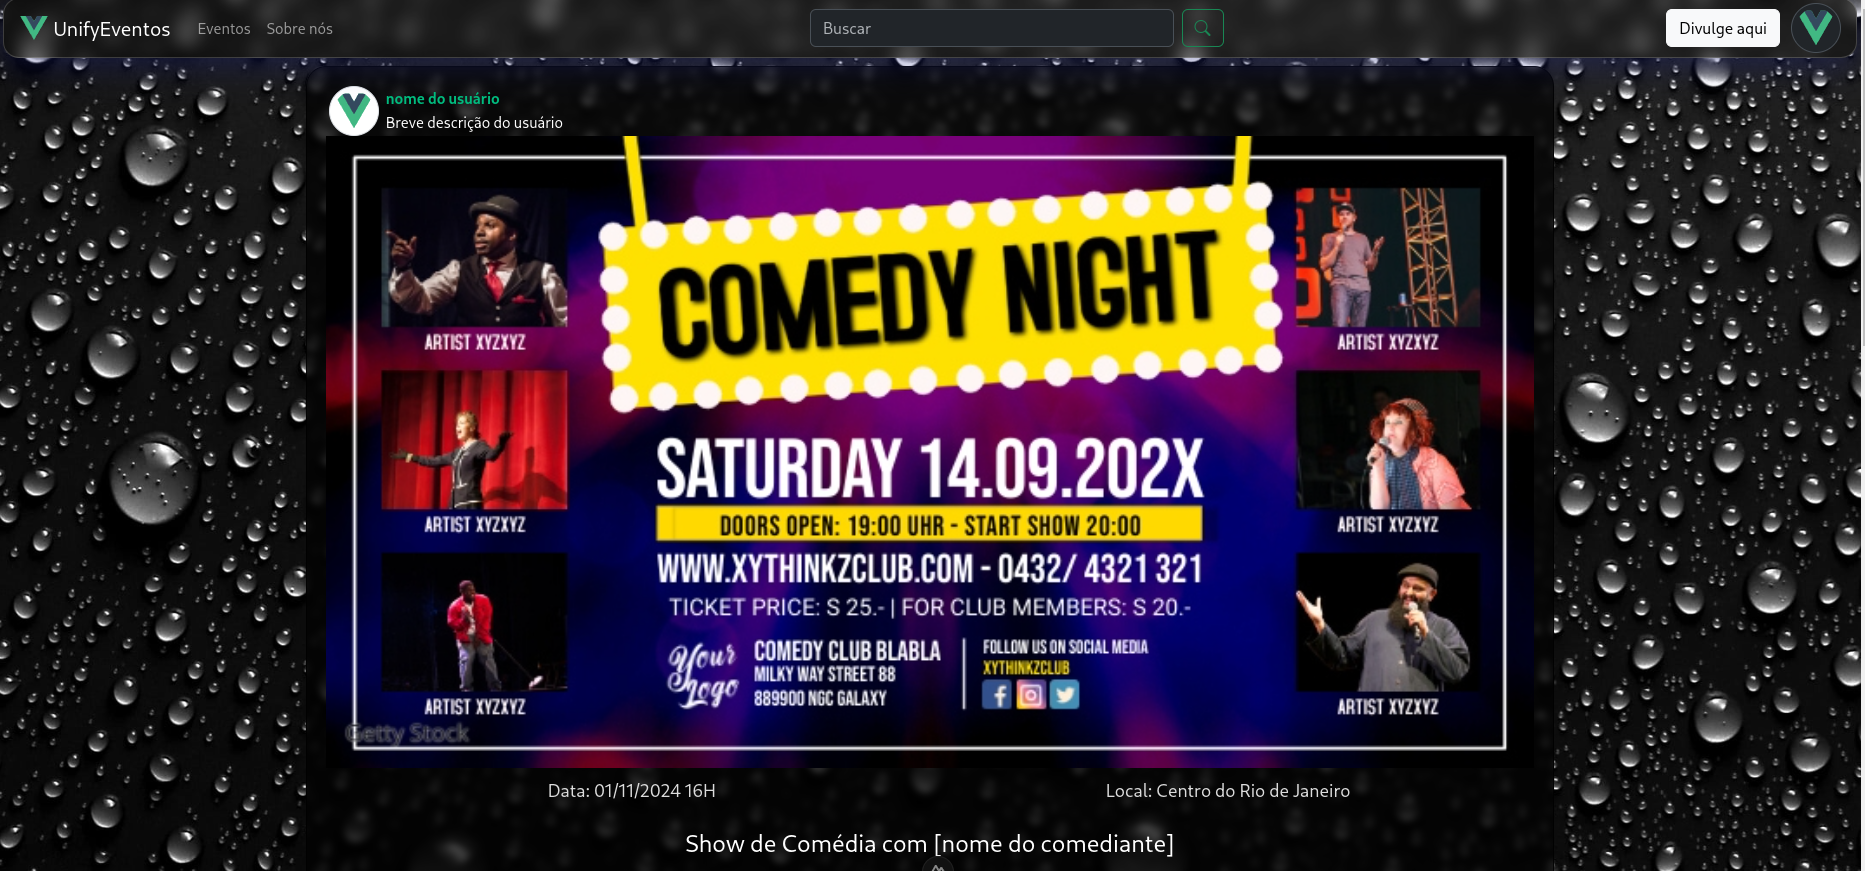 UnifyEventos
Eventos
Sobre nós
Buscar
Divulge aqui
nome do usuário
Breve descrição do usuário
COMEDY NIGHT
ARTIST XYZXYZ
ARTIST XYZXYZ
ARTIST XYZXYZ
ARTIST XYZXYZ
ARTIST XYZXYZ
ARTIST XYZXYZ
SATURDAY 14.09.202X
DOORS OPEN: 19:00 UHR - START SHOW 20:00
WWW.XYTHINKZCLUB.COM - 0432/ 4321 321
TICKET PRICE: S 25.- | FOR CLUB MEMBERS: S 20.-
Your
Logo
COMEDY CLUB BLABLA
MILKY WAY STREET 88
889900 NGC GALAXY
FOLLOW US ON SOCIAL MEDIA
XYTHINKZCLUB
Getty Stock
Data: 01/11/2024 16H
Local: Centro do Rio de Janeiro
Show de Comédia com [nome do comediante]